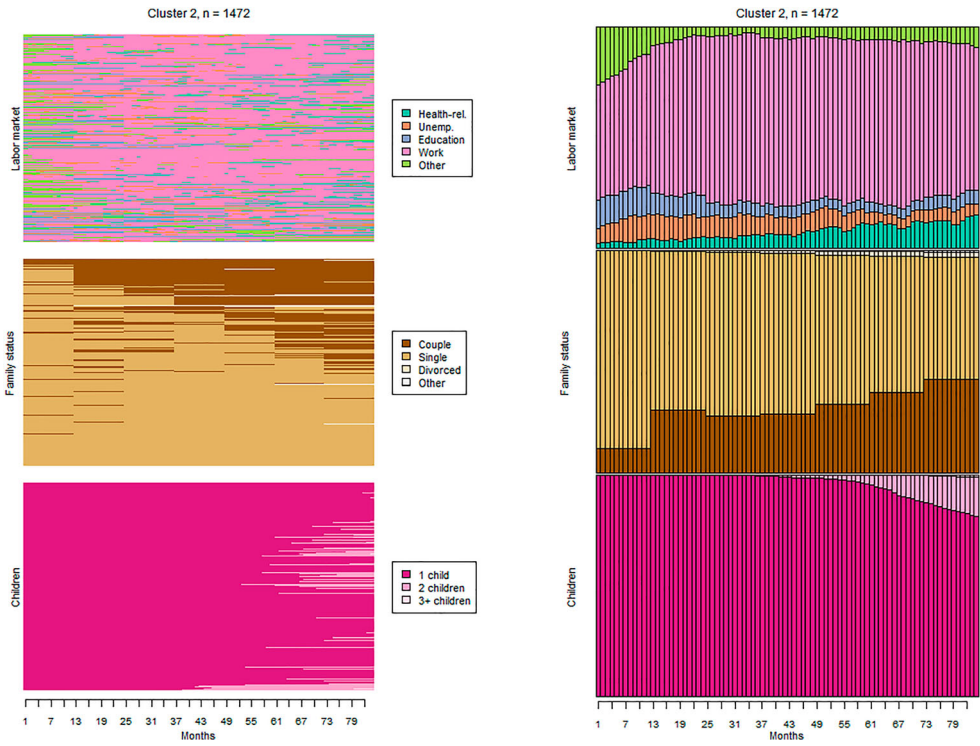 Cluster 2, n = 1472
Labor market
Health-rel.
Unemp.
Education
Work
Other
Family status
Couple
Single
Divorced
Other
Children
1 child
2 children
3+ children
1 7 13 19 25 31 37 43 49 55 61 67 73 79
Months
Cluster 2, n = 1472
Labor market
Family status
Children
1 7 13 19 25 31 37 43 49 55 61 67 73 79
Months